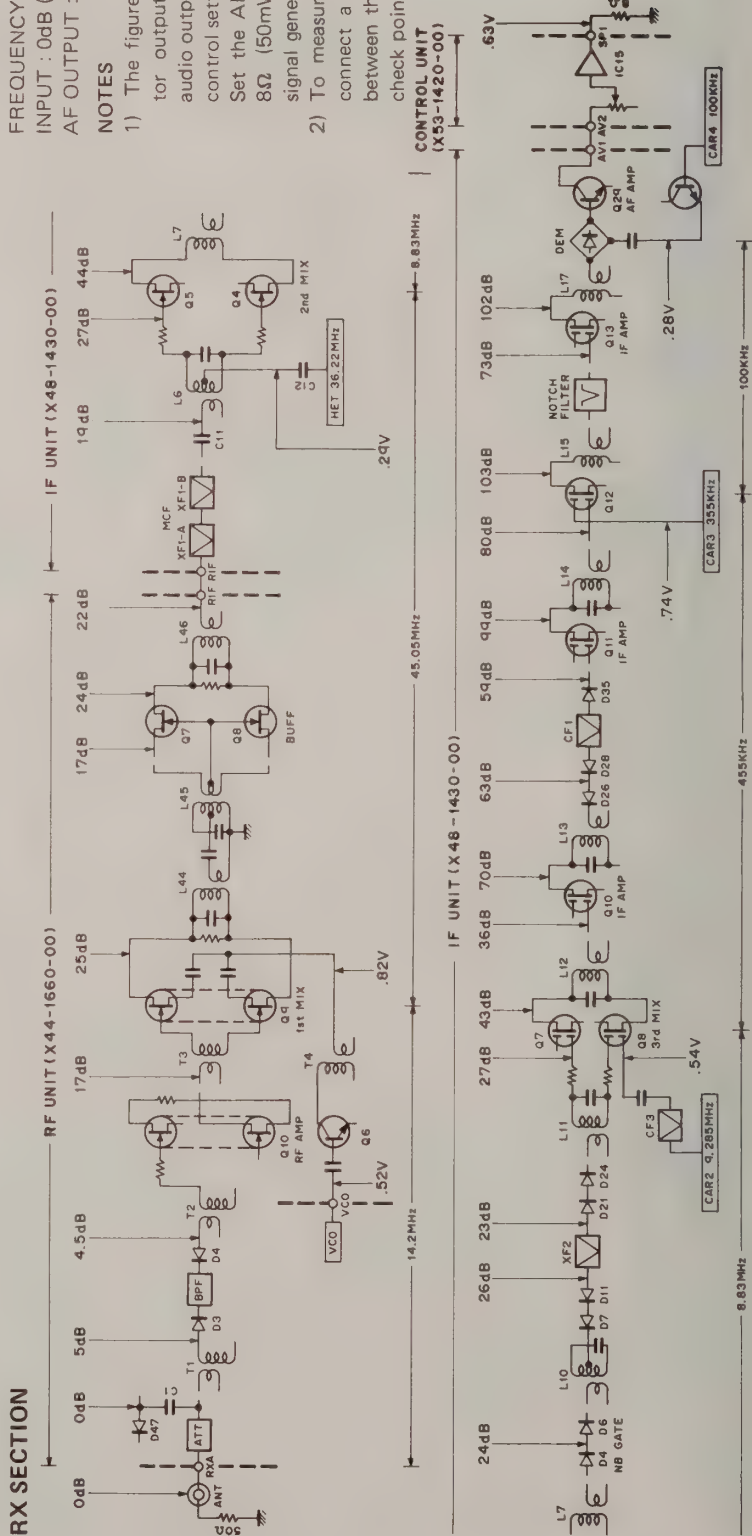 RX SECTION
FREQUENCY
INPUT : 0dB (
AF OUTPUT :
NOTES
1) The figure
tor output
audio outp
control set
Set the AF
8Ω (50mV
signal gene
2) To measur
connect a
between th
check poin
RF UNIT (X44-1660-00)
IF UNIT (X48-1430-00)
0dB
0dB
5dB
4.5dB
17dB
25dB
17dB
24dB
22dB
19dB
27dB
44dB
D47
ATT
RXA
ANT
50Ω
T1
D3
BPF
D4
T2
Q10
RF AMP
T3
Q9
1st MIX
L44
L45
Q7
Q8
BUFF
L46
RIF
RIF
MCF
XF1-A
XF1-B
C11
L6
Q5
Q4
2nd MIX
L7
VCO
VCO
.52V
Q6
T4
.82V
HET 36.22MHz
.29V
14.2MHz
45.05MHz
8.83MHz
IF UNIT (X48-1430-00)
CONTROL UNIT
(X53-1420-00)
24dB
26dB
23dB
27dB
43dB
36dB
70dB
63dB
59dB
99dB
80dB
103dB
73dB
102dB
.63V
L7
D4
D6
NB GATE
L10
D7
D11
XF2
D21
D24
L11
Q7
Q8
3rd MIX
L12
Q10
IF AMP
L13
D26
D28
CF1
D35
Q11
IF AMP
L14
Q12
L15
NOTCH
FILTER
Q13
IF AMP
L17
DEM
Q29
AF AMP
AV1
AV2
IC15
SP1
CF3
.54V
CAR2 9.285MHz
.74V
CAR3 355KHz
.28V
CAR4 100KHz
8.83MHz
455KHz
100KHz